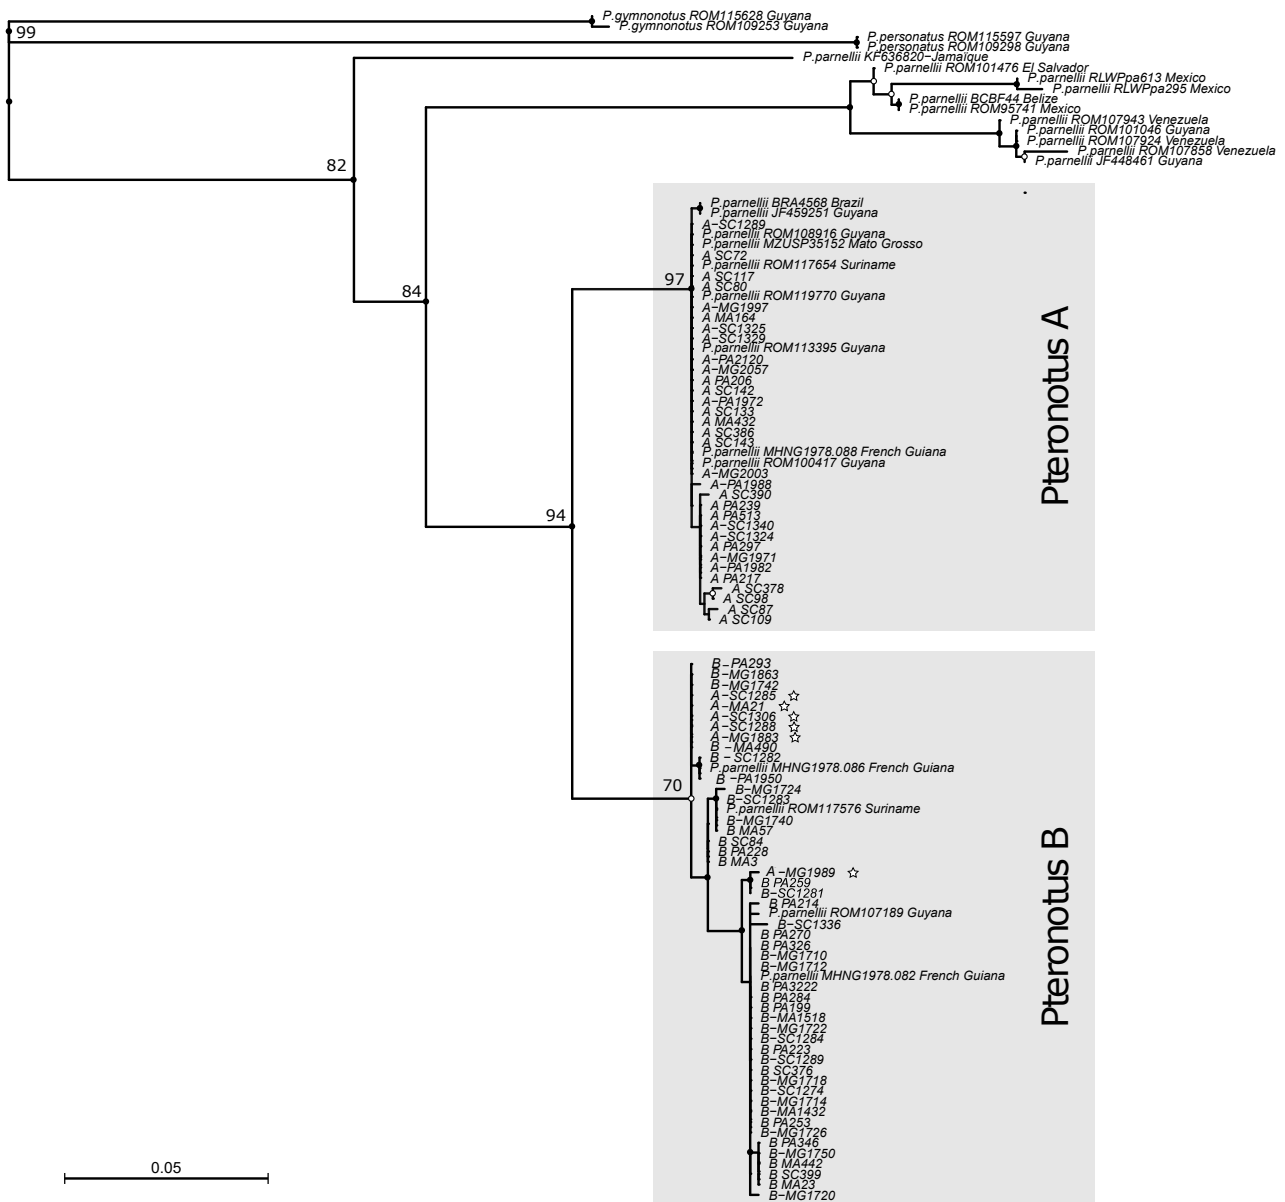 P.gymnonotus ROM115628 Guyana
P.gymnonotus ROM109253 Guyana
99
P.personatus ROM115597 Guyana
P.personatus ROM109298 Guyana
P.parnellii KF636820−Jamaïque
P.parnellii ROM101476 El Salvador
P.parnellii RLWPpa613 Mexico
P.parnellii RLWPpa295 Mexico
P.parnellii BCBF44 Belize
P.parnellii ROM95741 Mexico
P.parnellii ROM107943 Venezuela
P.parnellii ROM101046 Guyana
P.parnellii ROM107924 Venezuela
P.parnellii ROM107858 Venezuela
P.parnellii JF448461 Guyana
82
P.parnellii BRA4568 Brazil
P.parnellii JF459251 Guyana
A−SC1289
P.parnellii ROM108916 Guyana
P.parnellii MZUSP35152 Mato Grosso
A SC72
P.parnellii ROM117654 Suriname
A SC117
A SC80
P.parnellii ROM119770 Guyana
97
84
A−MG1997
A MA164
A−SC1325
A−SC1329
P.parnellii ROM113395 Guyana
A−PA2120
A−MG2057
A PA206
A SC142
A−PA1972
A SC133
A MA432
A SC386
A SC143
P.parnellii MHNG1978.088 French Guiana
P.parnellii ROM100417 Guyana
A−MG2003
A−PA1988
A SC390
A PA239
A PA513
A−SC1340
A−SC1324
A PA297
A−MG1971
A−PA1982
A PA217
A SC378
A SC98
A SC87
A SC109
Pteronotus A
94
B−PA293
B−MG1863
B−MG1742
A−SC1285 ☆
A−MA21 ☆
A−SC1306 ☆
A−SC1288 ☆
A−MG1883 ☆
B −MA490
B − SC1282
P.parnellii MHNG1978.086 French Guiana
B −PA1950
70
B−MG1724
B−SC1283
P.parnellii ROM117576 Suriname
B−MG1740
B MA57
B SC84
B PA228
B MA3
A −MG1989 ☆
B PA259
B−SC1281
B PA214
P.parnellii ROM107189 Guyana
B−SC1336
B PA270
B PA326
B−MG1710
B−MG1712
P.parnellii MHNG1978.082 French Guiana
B PA3222
B PA284
B PA199
B−MA1518
B−MG1722
B−SC1284
B PA223
B−SC1289
B SC376
B−MG1718
B−SC1274
B−MG1714
B−MA1432
B PA253
B−MG1726
B PA346
B−MG1750
B MA442
B SC399
B MA23
B−MG1720
Pteronotus B
0.05